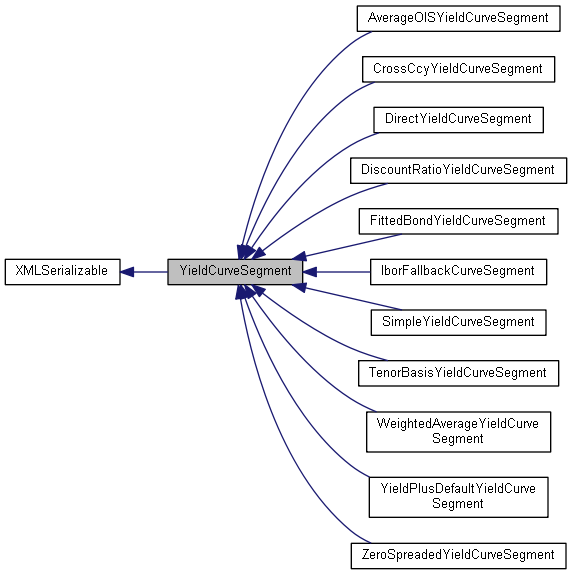 AverageOISYieldCurveSegment
CrossCcyYieldCurveSegment
DirectYieldCurveSegment
DiscountRatioYieldCurveSegment
FittedBondYieldCurveSegment
XMLSerializable
YieldCurveSegment
IborFallbackCurveSegment
SimpleYieldCurveSegment
TenorBasisYieldCurveSegment
WeightedAverageYieldCurve
Segment
YieldPlusDefaultYieldCurve
Segment
ZeroSpreadedYieldCurveSegment